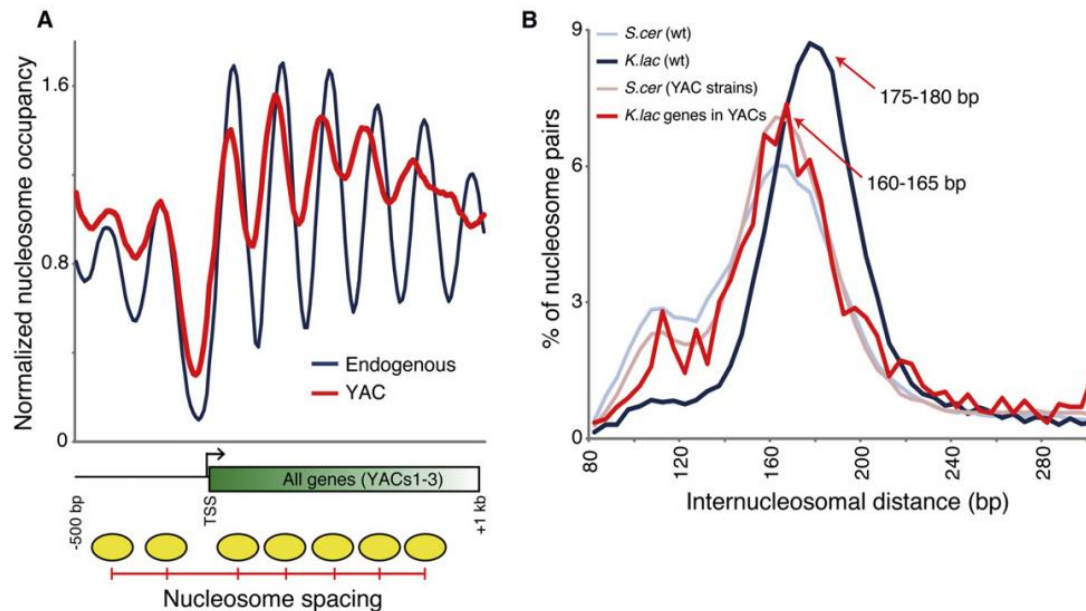 A
Normalized nucleosome occupancy
1.6
0.8
0
Endogenous
YAC
All genes (YACs1-3)
-500 bp
TSS
+1 kb
Nucleosome spacing
B
% of nucleosome pairs
9
6
3
0
S.cer (wt)
K.lac (wt)
S.cer (YAC strains)
K.lac genes in YACs
175-180 bp
160-165 bp
80
120
160
200
240
280
Internucleosomal distance (bp)